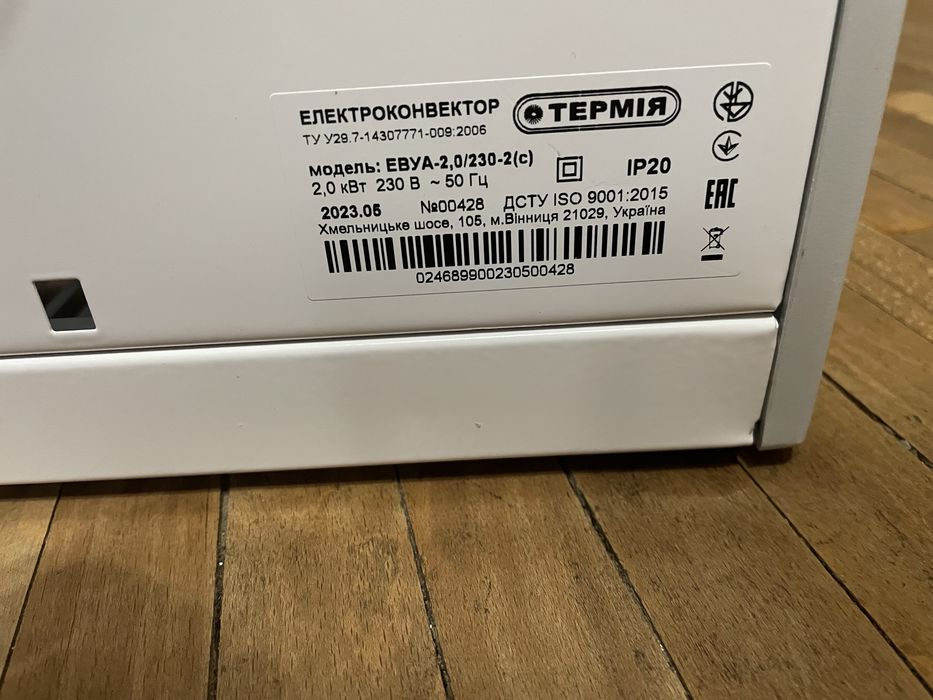 ЕЛЕКТРОКОНВЕКТОР
ТЕРМІЯ
ТУ У29.7-14307771-009:2006
модель: ЕВУА-2,0/230-2(с)
IP20
2,0 кВт 230 В ~ 50 Гц
2023.05 №00428 ДСТУ ISO 9001:2015
Хмельницьке шосе, 105, м.Вінниця 21029, Україна
024689900230500428
EAC